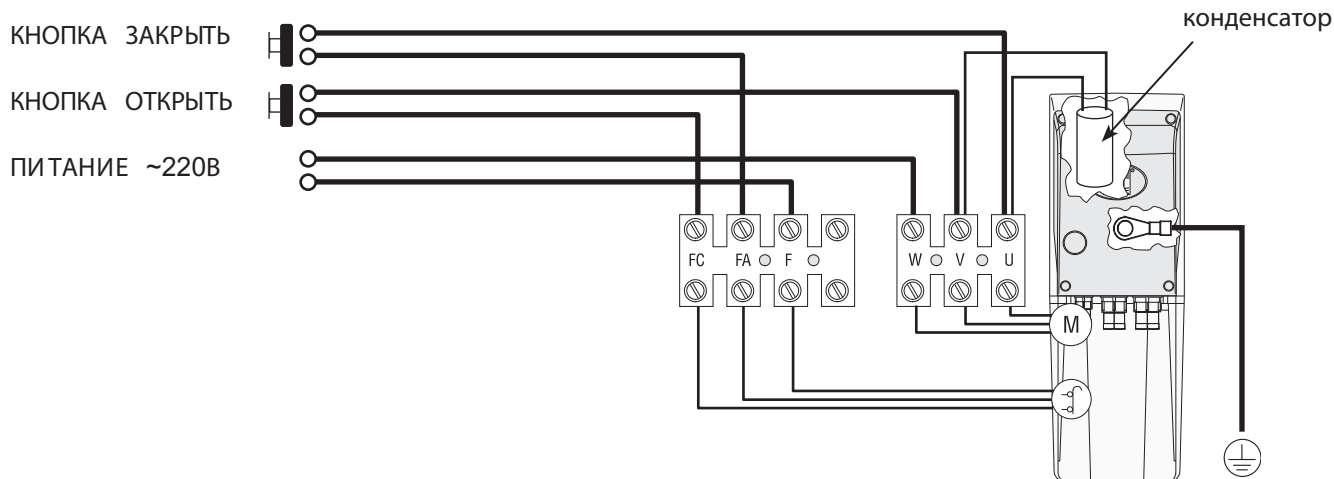 конденсатор
КНОПКА ЗАКРЫТЬ
КНОПКА ОТКРЫТЬ
ПИТАНИЕ ~220В
FC FA F W V U
M